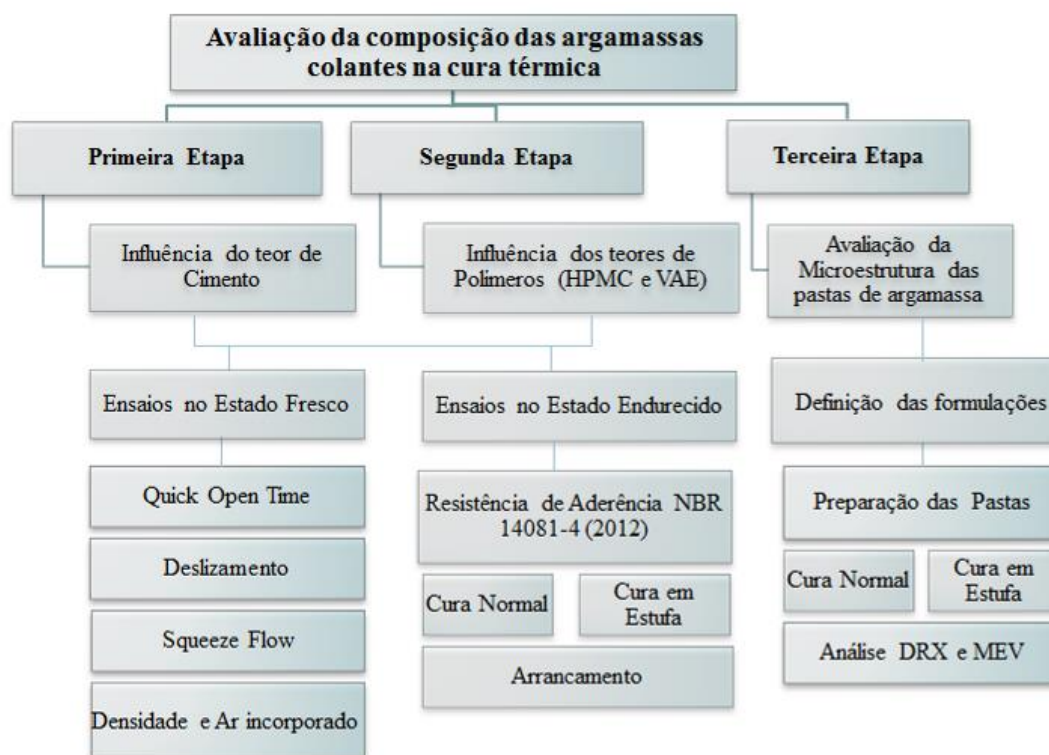 Avaliação da composição das argamassas
colantes na cura térmica
Primeira Etapa
Segunda Etapa
Terceira Etapa
Influência do teor de
Cimento
Influência dos teores de
Polimeros (HPMC e VAE)
Avaliação da
Microestrutura das
pastas de argamassa
Ensaios no Estado Fresco
Ensaios no Estado Endurecido
Definição das formulações
Quick Open Time
Deslizamento
Squeeze Flow
Densidade e Ar incorporado
Resistência de Aderência NBR
14081-4 (2012)
Cura Normal
Cura em
Estufa
Arrancamento
Preparação das Pastas
Cura Normal
Cura em
Estufa
Análise DRX e MEV